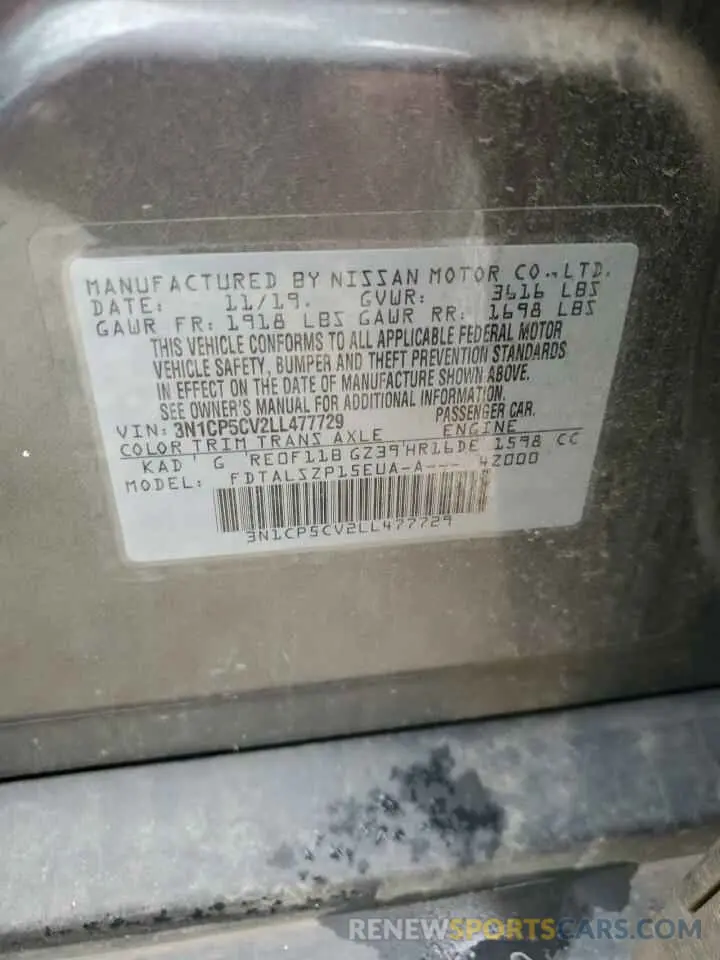 MANUFACTURED BY NISSAN MOTOR CO., LTD.
DATE: 11/19. GVWR: 3616 LBS
GAWR FR: 1918 LBS GAWR RR: 1698 LBS
THIS VEHICLE CONFORMS TO ALL APPLICABLE FEDERAL MOTOR
VEHICLE SAFETY, BUMPER AND THEFT PREVENTION STANDARDS
IN EFFECT ON THE DATE OF MANUFACTURE SHOWN ABOVE.
SEE OWNER'S MANUAL FOR ADDITIONAL INFORMATION.
VIN: 3N1CP5CV2LL477729 PASSENGER CAR.
COLOR TRIM TRANS AXLE ENGINE
KAD G RE0F11B GZ39 HR16DE 1598 CC
MODEL: FDTALSZP15EUA-A--- 42000
3N1CP5CV2LL477729
RENEWSPORTSCARS.COM